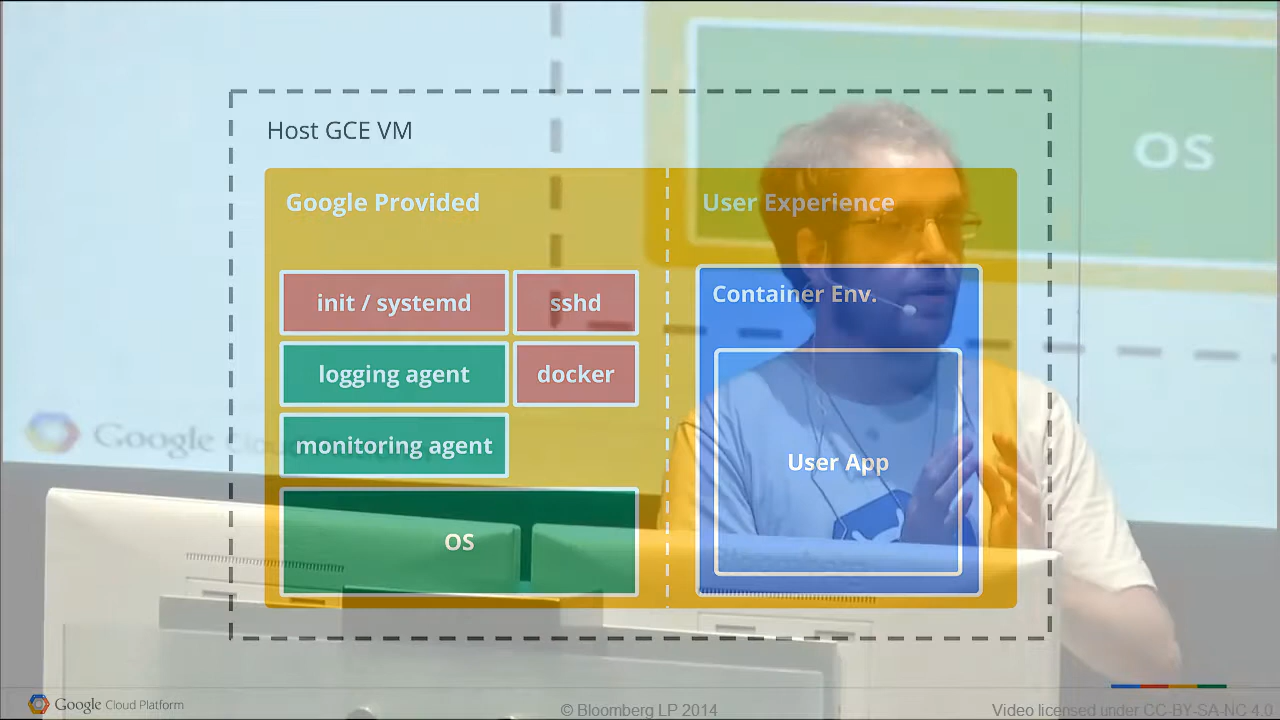 OS
Host GCE VM
Google Provided
User Experience
init / systemd
sshd
Container Env.
logging agent
docker
Google
monitoring agent
User App
OS
Google Cloud Platform
© Bloomberg LP 2014
Video licensed under CC-BY-SA-NC 4.0